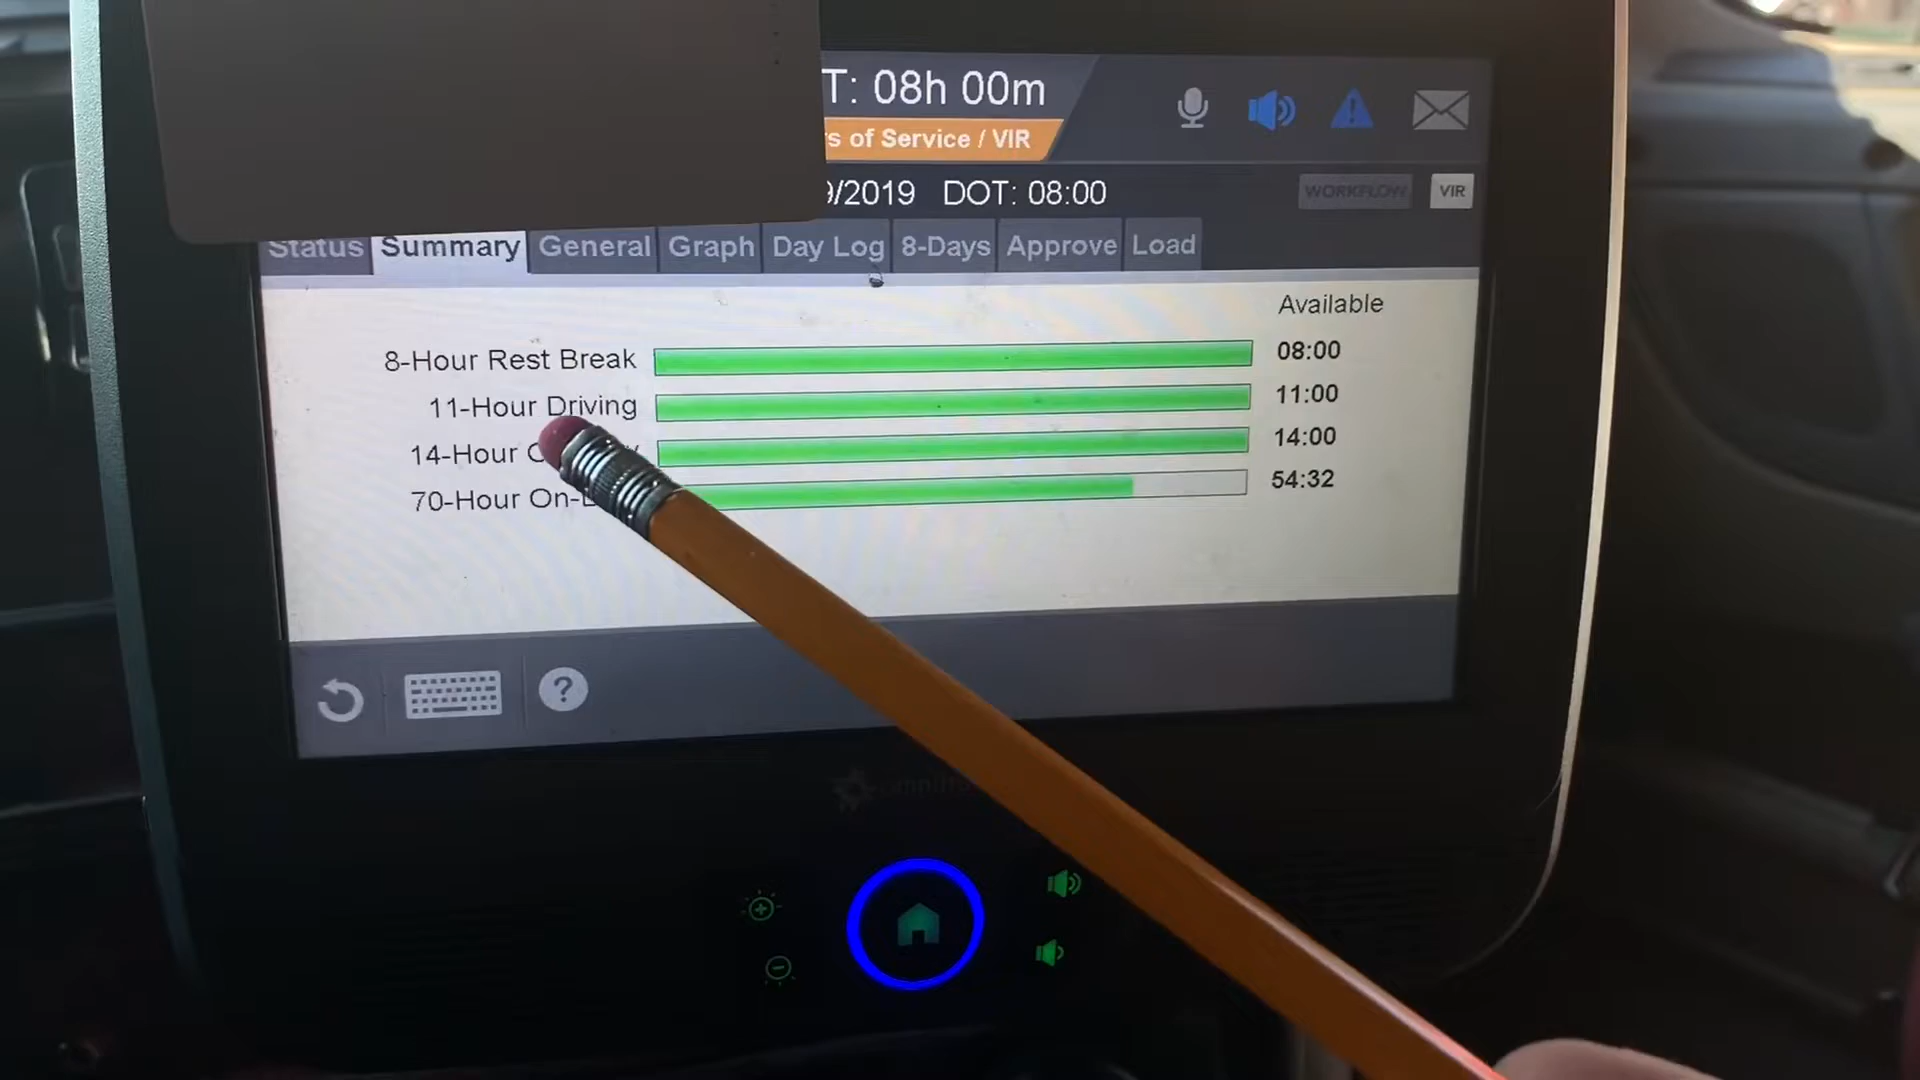 T: 08h 00m
s of Service / VIR
9/2019 DOT: 08:00
WORKFLOW VIR
Status Summary General Graph Day Log 8-Days Approve Load
Available
8-Hour Rest Break 08:00
11-Hour Driving 11:00
14-Hour 14:00
70-Hour On- 54:32
?